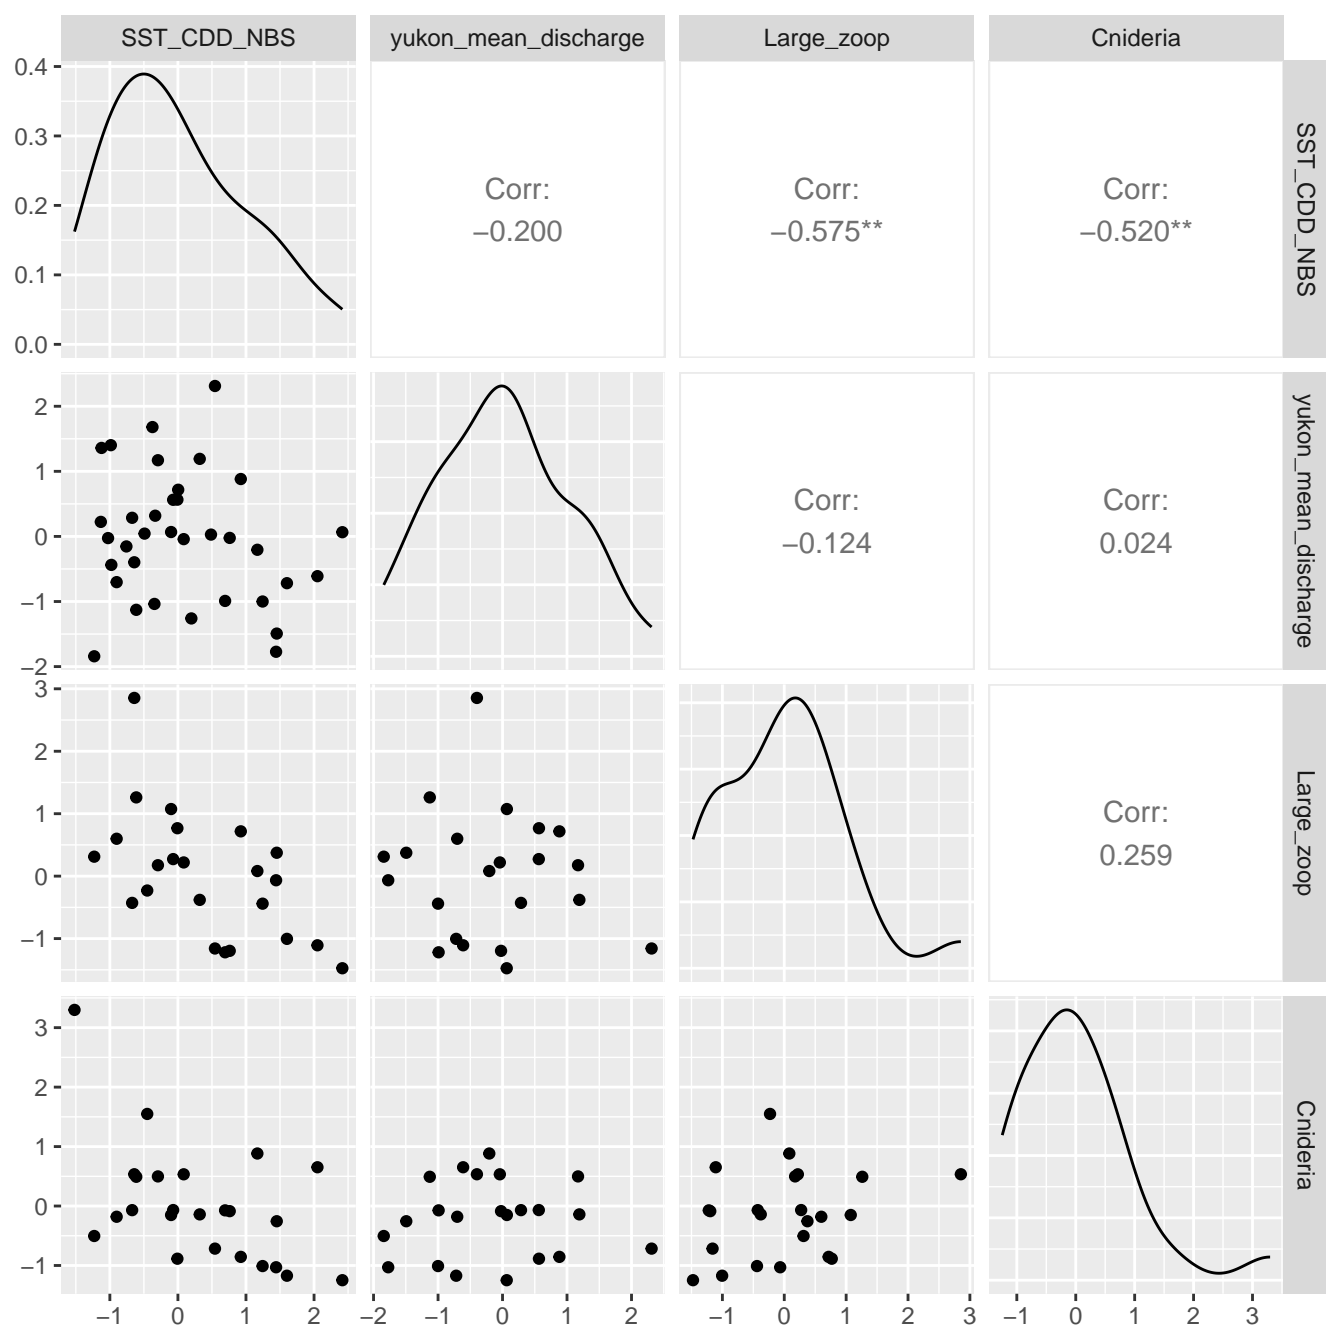 SST_CDD_NBS yukon_mean_discharge Large_zoop Cnideria
0.4
0.3
0.2
0.1
0.0
Corr:
−0.200
Corr:
−0.575**
Corr:
−0.520**
SST_CDD_NBS
2
1
0
−1
−2
Corr:
−0.124
Corr:
0.024
yukon_mean_discharge
3
2
1
0
−1
Corr:
0.259
Large_zoop
3
2
1
0
−1
Cnideria
−1 0 1 2 −2 −1 0 1 2 −1 0 1 2 3 −1 0 1 2 3